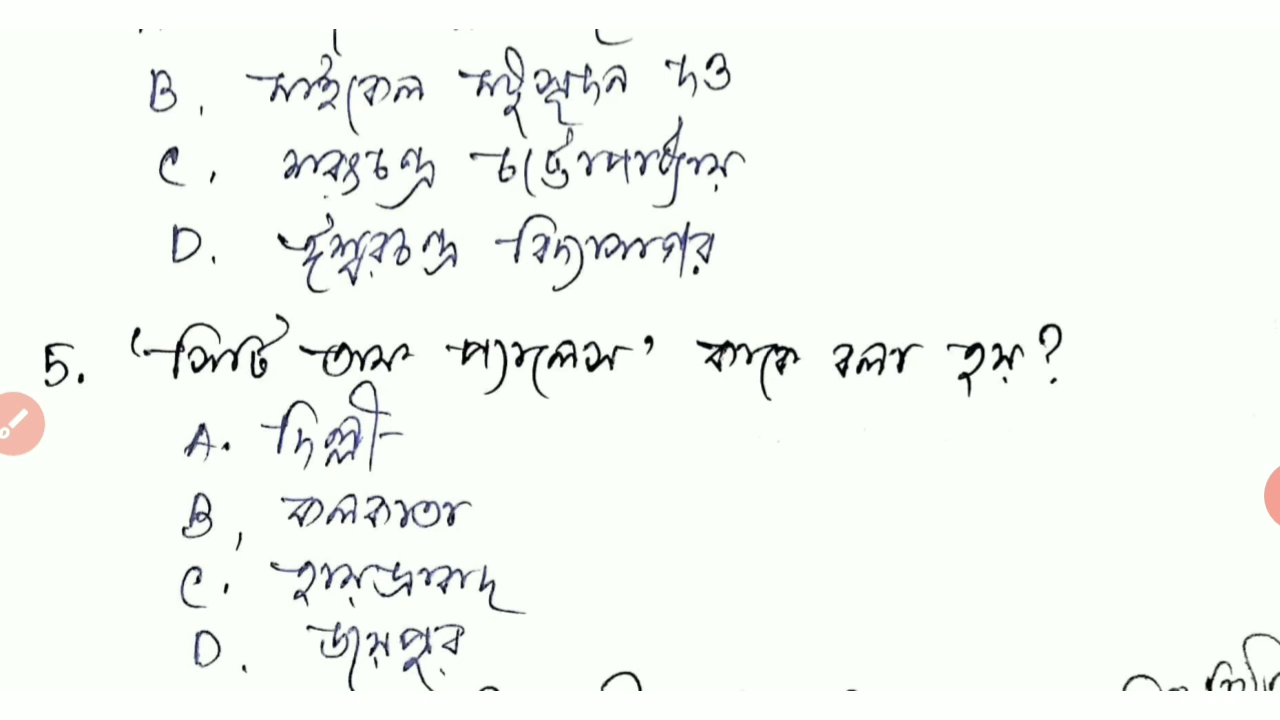 B. মাইকেল মধুসূদন দত্ত
C. শরৎচন্দ্র চট্টোপাধ্যায়
D. ঈশ্বরচন্দ্র বিদ্যাসাগর
5. 'সিটি অফ প্যালেস' কাকে বলা হয়?
A. দিল্লী
B. কলকাতা
C. হায়দ্রাবাদ
D. জয়পুর